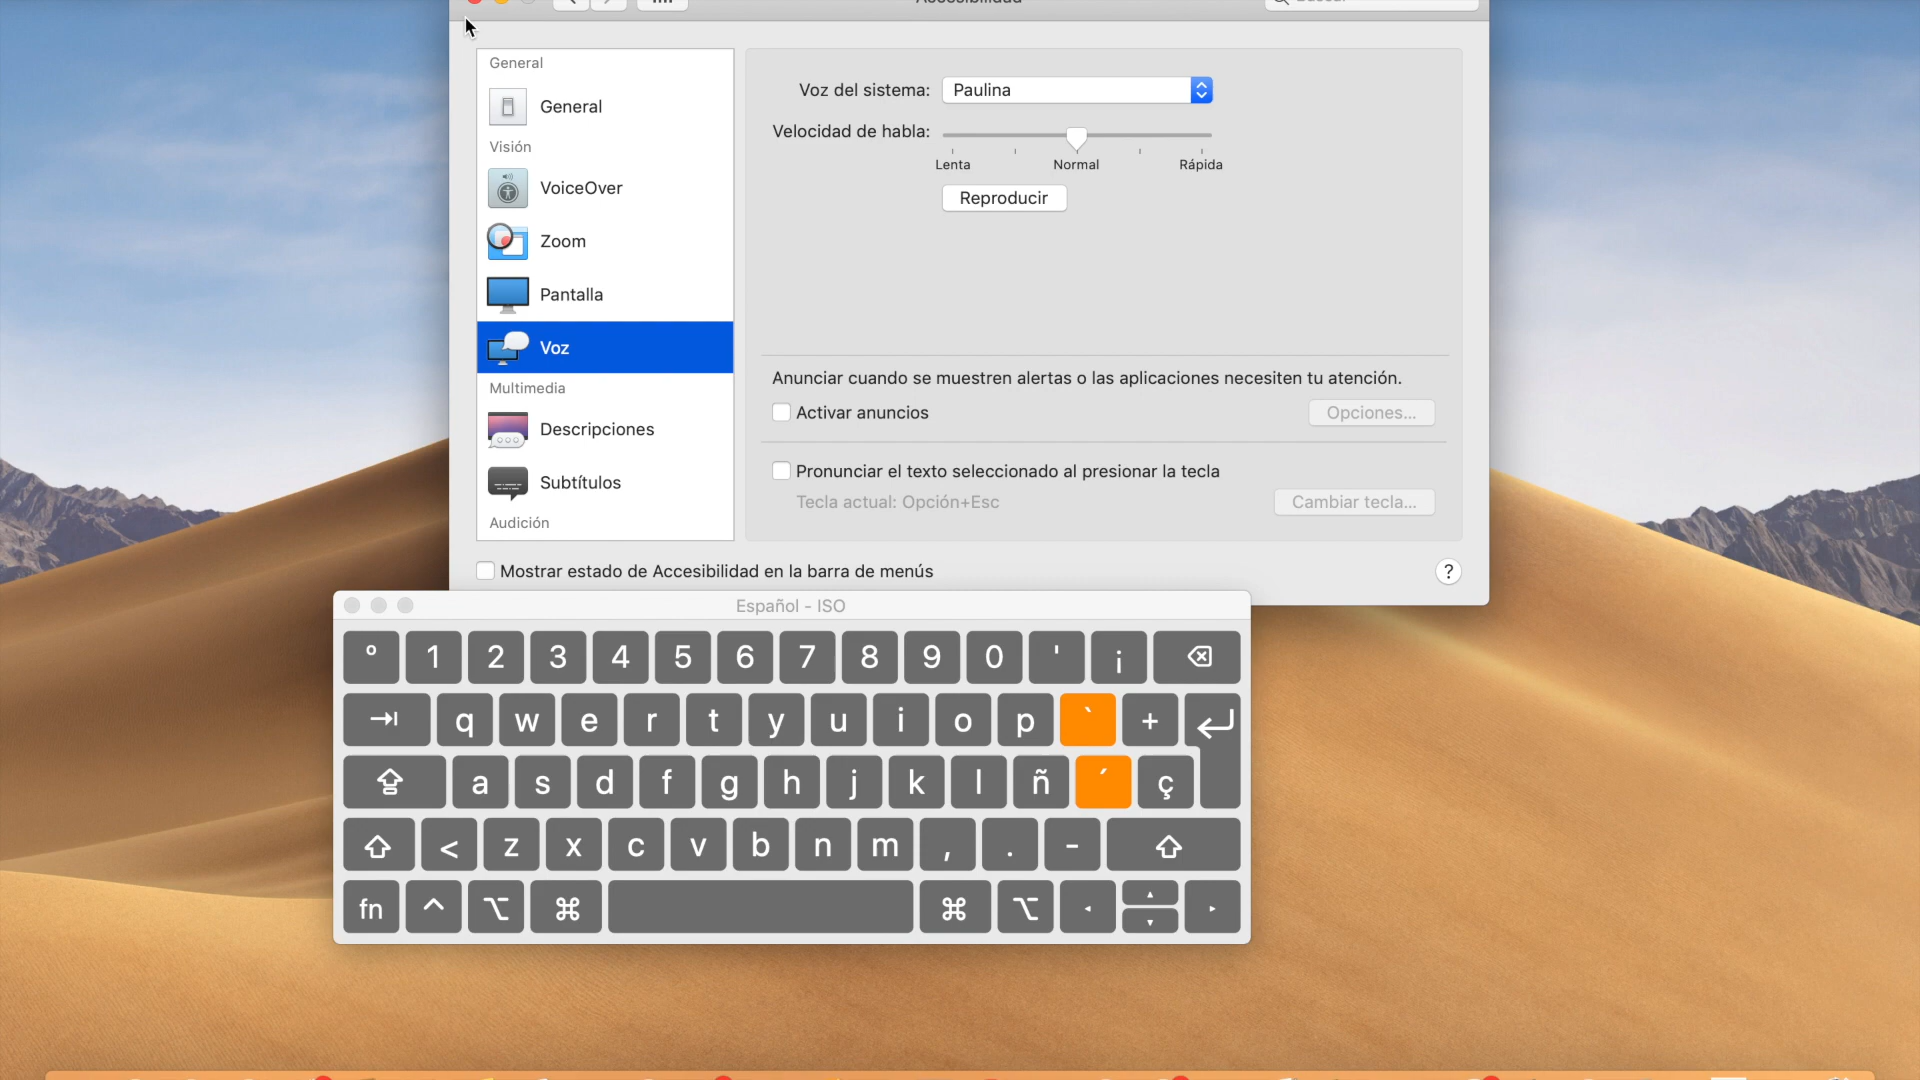 Accesibilidad
Buscar
General
General
Visión
VoiceOver
Zoom
Pantalla
Voz
Multimedia
Descripciones
Subtítulos
Audición
Voz del sistema: Paulina
Velocidad de habla:
Lenta Normal Rápida
Reproducir
Anunciar cuando se muestren alertas o las aplicaciones necesiten tu atención.
Activar anuncios Opciones...
Pronunciar el texto seleccionado al presionar la tecla
Tecla actual: Opción+Esc Cambiar tecla...
Mostrar estado de Accesibilidad en la barra de menús ?
Español - ISO
º 1 2 3 4 5 6 7 8 9 0 ' ¡
q w e r t y u i o p ` +
a s d f g h j k l ñ ´ ç
< z x c v b n m , . -
fn ^ ⌥ ⌘ ⌘ ⌥